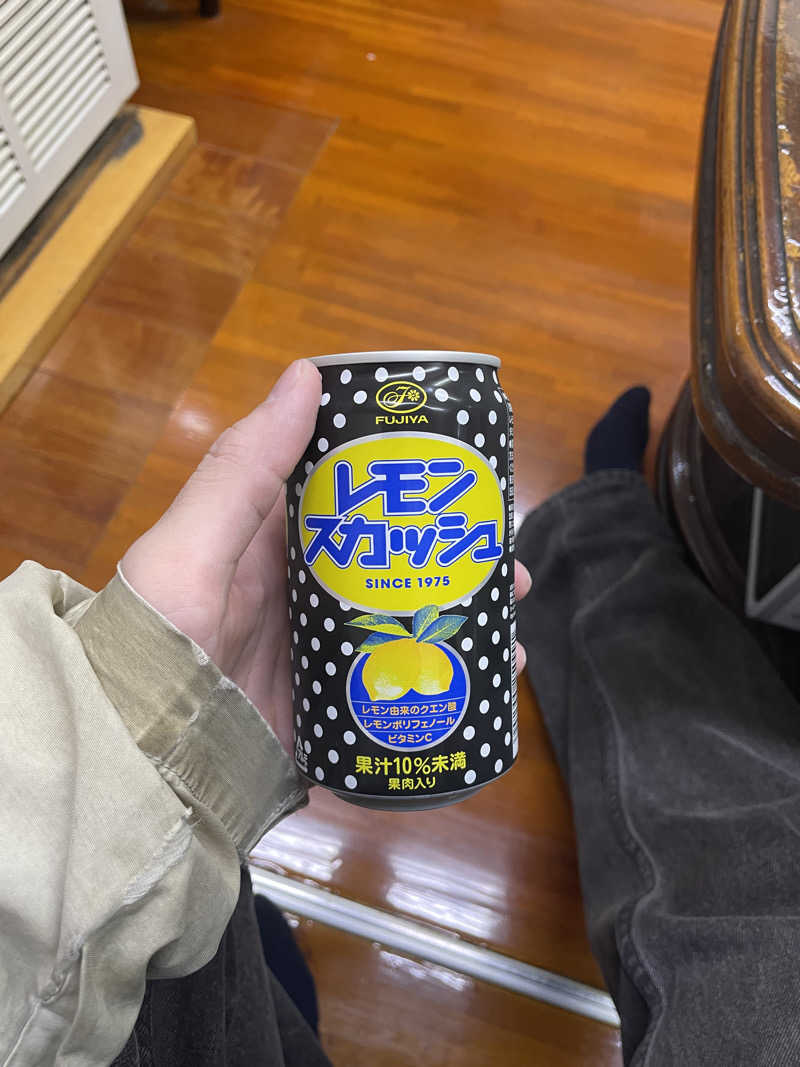 FUJIYA
レモン
スカッシュ
SINCE 1975
レモン由来のクエン酸
レモンポリフェノール
ビタミンC
果汁10%未満
果肉入り